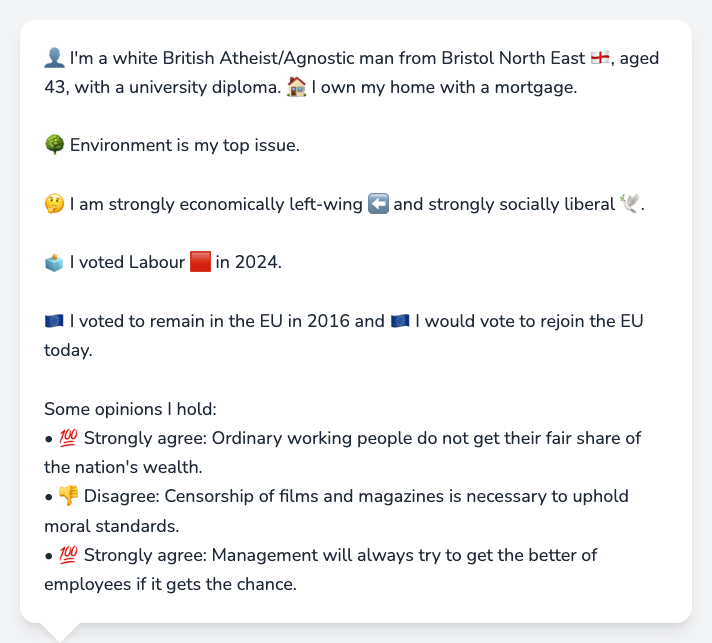 👤 I'm a white British Atheist/Agnostic man from Bristol North East 🏴󠁧󠁢󠁥󠁮󠁧󠁿, aged
43, with a university diploma. 🏠 I own my home with a mortgage.
🌳 Environment is my top issue.
🤔 I am strongly economically left-wing ⬅️ and strongly socially liberal 🕊️.
🗳️ I voted Labour 🟥 in 2024.
🇪🇺 I voted to remain in the EU in 2016 and 🇪🇺 I would vote to rejoin the EU
today.
Some opinions I hold:
• 💯 Strongly agree: Ordinary working people do not get their fair share of
the nation's wealth.
• 👎 Disagree: Censorship of films and magazines is necessary to uphold
moral standards.
• 💯 Strongly agree: Management will always try to get the better of
employees if it gets the chance.